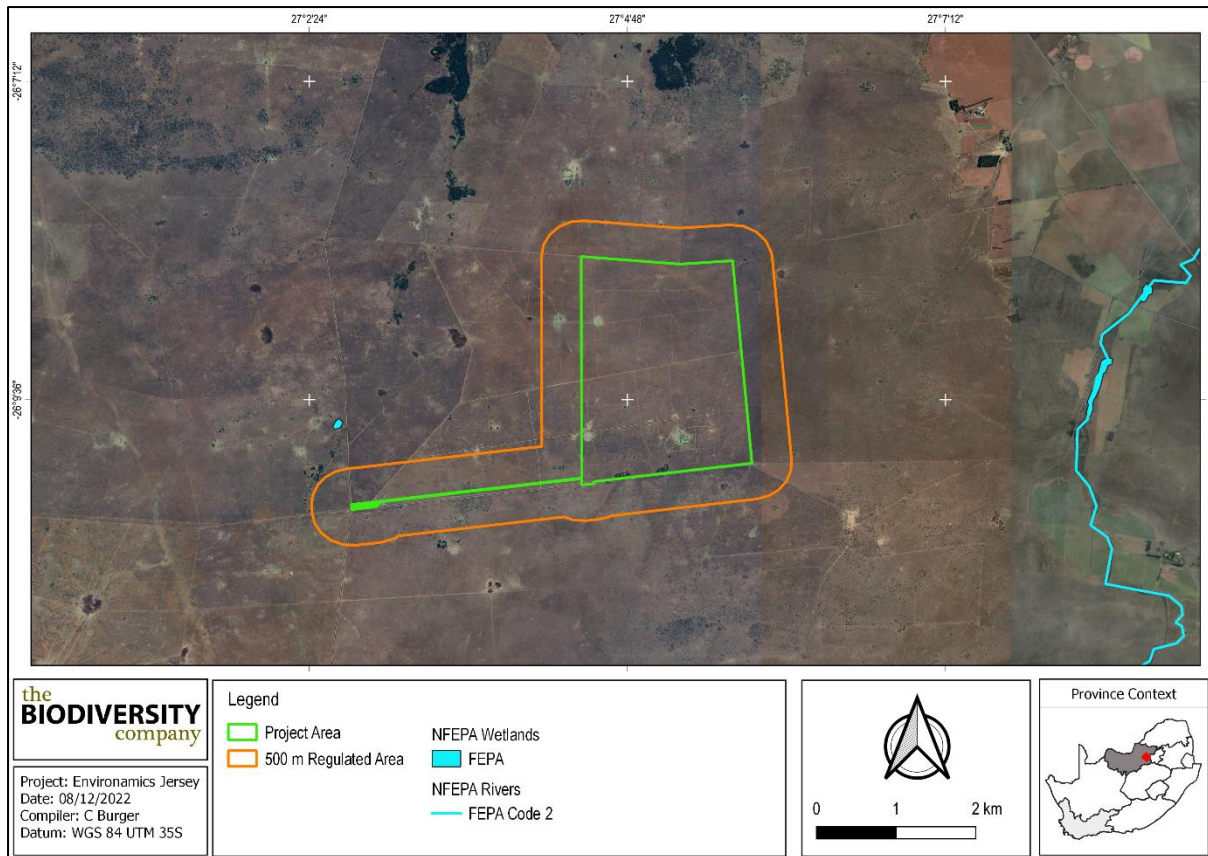 27°2'24"
27°4'48"
27°7'12"
-26°7'12"
-26°9'36"
the
BIODIVERSITY
company
Project: Environamics Jersey
Date: 08/12/2022
Compiler: C Burger
Datum: WGS 84 UTM 35S
Legend
Project Area
500 m Regulated Area
NFEPA Wetlands
FEPA
NFEPA Rivers
FEPA Code 2
0 1 2 km
Province Context